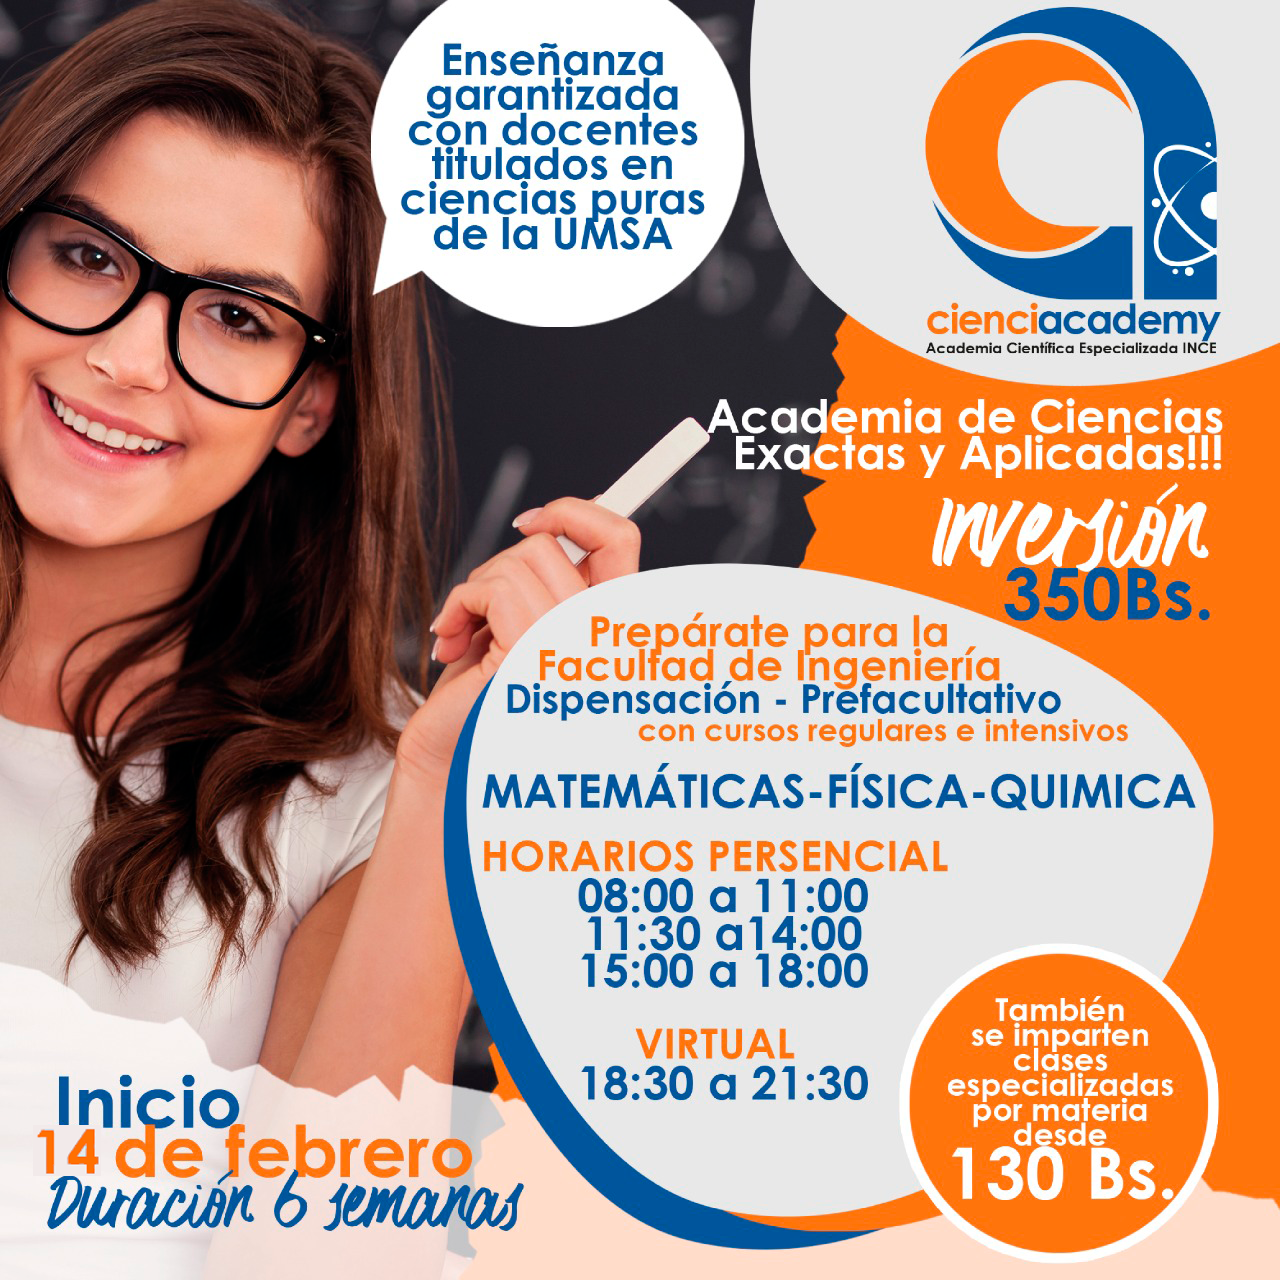 Enseñanza
garantizada
con docentes
titulados en
ciencias puras
de la UMSA
cienciacademy
Academia Científica Especializada INCE
Academia de Ciencias
Exactas y Aplicadas!!!
Inversión
350Bs.
Prepárate para la
Facultad de Ingeniería
Dispensación - Prefacultativo
con cursos regulares e intensivos
MATEMÁTICAS-FÍSICA-QUIMICA
HORARIOS PERSENCIAL
08:00 a 11:00
11:30 a14:00
15:00 a 18:00
VIRTUAL
18:30 a 21:30
También
se imparten
clases
especializadas
por materia
desde
130 Bs.
Inicio
14 de febrero
Duración 6 semanas